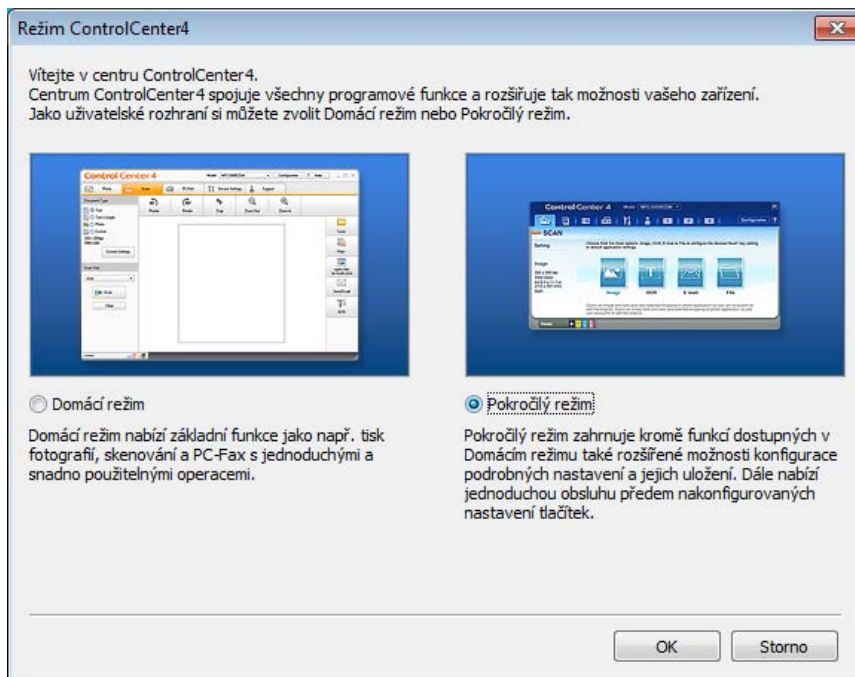 Režim ControlCenter4
Vítejte v centru ControlCenter4.
Centrum ControlCenter4 spojuje všechny programové funkce a rozšiřuje tak možnosti vašeho zařízení.
Jako uživatelské rozhraní si můžete zvolit Domácí režim nebo Pokročilý režim.
Control Center 4
Control Center 4
SCAN
Image
OCR
E-mail
File
Domácí režim
Domácí režim nabízí základní funkce jako např. tisk
fotografií, skenování a PC-Fax s jednoduchými a
snadno použitelnými operacemi.
Pokročilý režim
Pokročilý režim zahrnuje kromě funkcí dostupných v
Domácím režimu také rozšířené možnosti konfigurace
podrobných nastavení a jejich uložení. Dále nabízí
jednoduchou obsluhu předem nakonfigurovaných
nastavení tlačítek.
OK
Storno